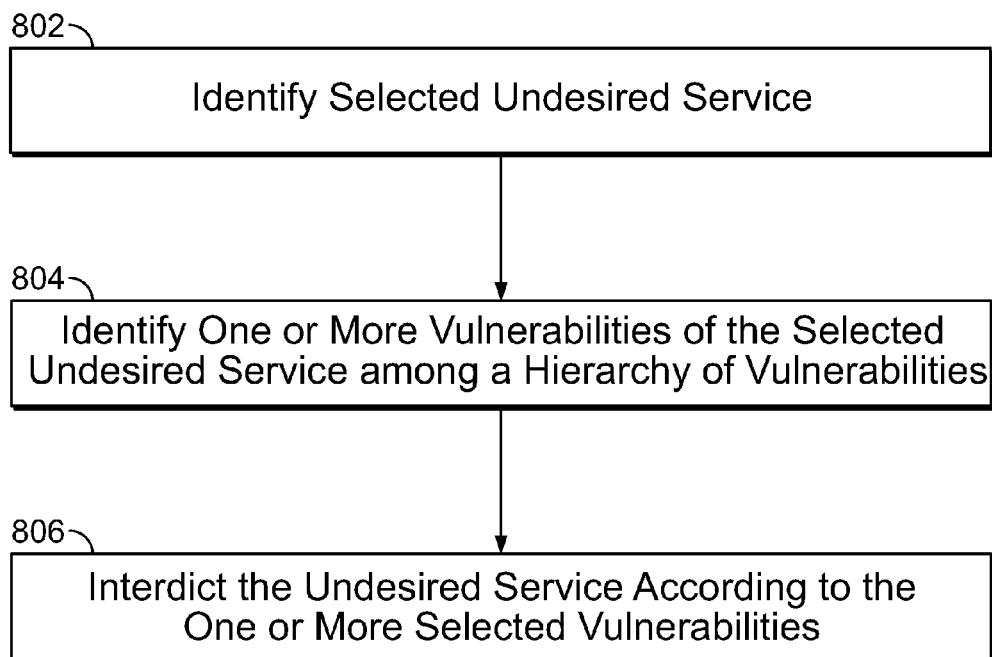 802
Identify Selected Undesired Service
804
Identify One or More Vulnerabilities of the Selected
Undesired Service among a Hierarchy of Vulnerabilities
806
Interdict the Undesired Service According to the
One or More Selected Vulnerabilities